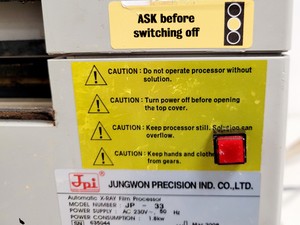 ASK before
switching off
CAUTION: Do not operate processor without
solution.
CAUTION: Turn power off before opening
the top cover.
CAUTION: Keep processor still. Solution can
overflow.
CAUTION: Keep hands and clothe
from gears.
Jpi JUNGWON PRECISION IND. CO., LTD.
Automatic X-RAY Film Processor
MODEL NUMBER JP - 33
POWER SUPPLY AC 230V~, 50 Hz
POWER CONSUMPTION 1.8kw